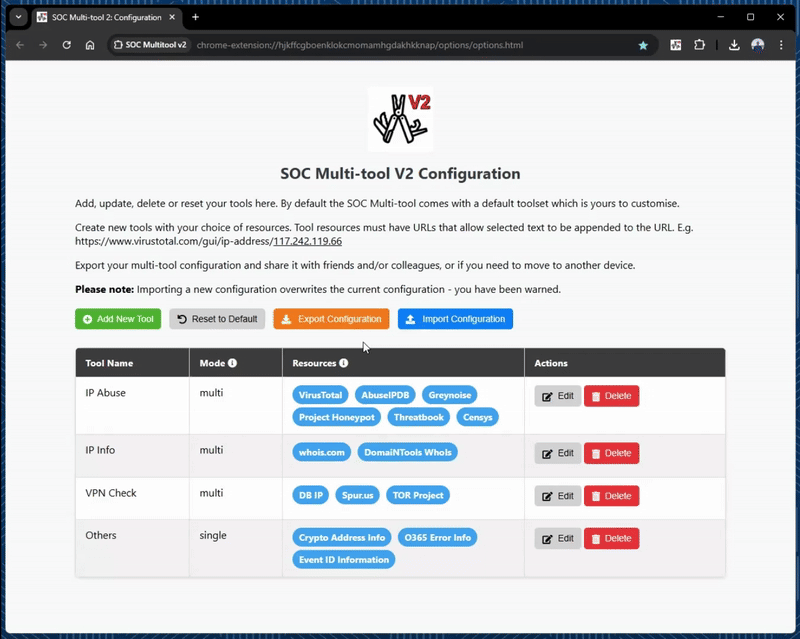 SOC Multi-tool 2: Configuration
SOC Multitool v2
chrome-extension://hjkffcgboenklokcmomamhgdakhkknap/options/options.html
V2
SOC Multi-tool V2 Configuration
Add, update, delete or reset your tools here. By default the SOC Multi-tool comes with a default toolset which is yours to customise.
Create new tools with your choice of resources. Tool resources must have URLs that allow selected text to be appended to the URL. E.g.
https://www.virustotal.com/gui/ip-address/117.242.119.66
Export your multi-tool configuration and share it with friends and/or colleagues, or if you need to move to another device.
Please note: Importing a new configuration overwrites the current configuration - you have been warned.
Add New Tool Reset to Default Export Configuration Import Configuration
Tool Name Mode Resources Actions
IP Abuse multi VirusTotal AbuseIPDB Greynoise Edit Delete
Project Honeypot Threatbook Censys
IP Info multi whois.com DomaiNTools WhoIs Edit Delete
VPN Check multi DB IP Spur.us TOR Project Edit Delete
Others single Crypto Address Info O365 Error Info Edit Delete
Event ID Information